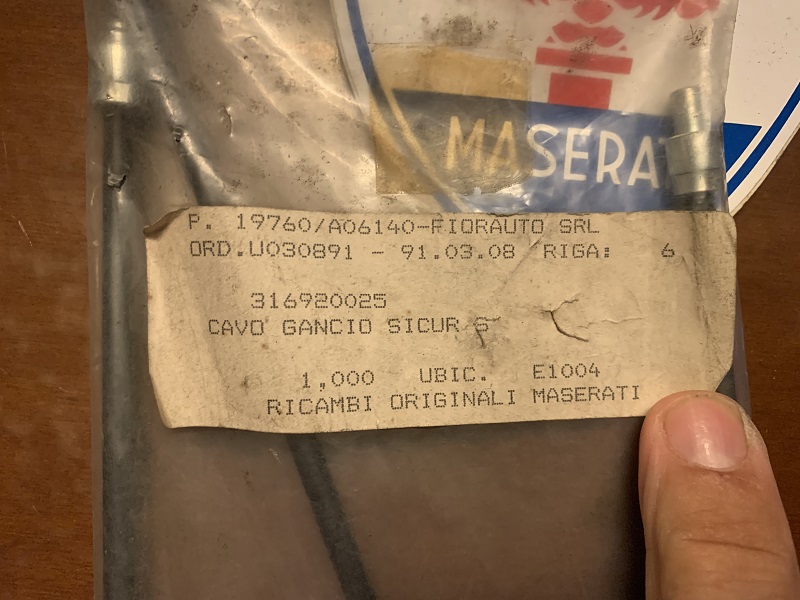 MASERAT
P. 19760/A06140-FIORAUTO SRL
ORD.U030891 - 91.03.08 RIGA: 6
316920025
CAVO GANCIO SICUR S
1,000 UBIC. E1004
RICAMBI ORIGINALI MASERATI